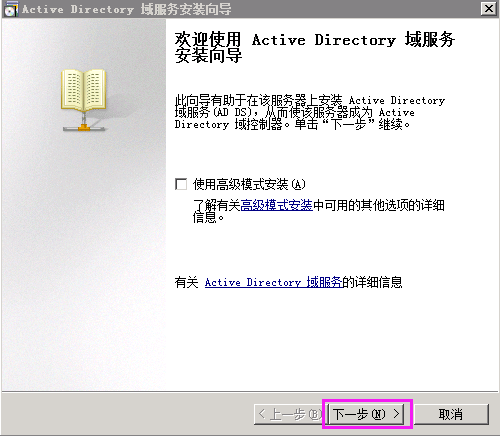 Active Directory 域服务安装向导
欢迎使用 Active Directory 域服务
安装向导
此向导有助于在该服务器上安装 Active Directory
域服务(AD DS)，从而使该服务器成为 Active
Directory 域控制器。单击“下一步”继续。
使用高级模式安装(A)
了解有关高级模式安装中可用的其他选项的详细
信息。
有关 Active Directory 域服务的详细信息
< 上一步(B) 下一步(N) > 取消